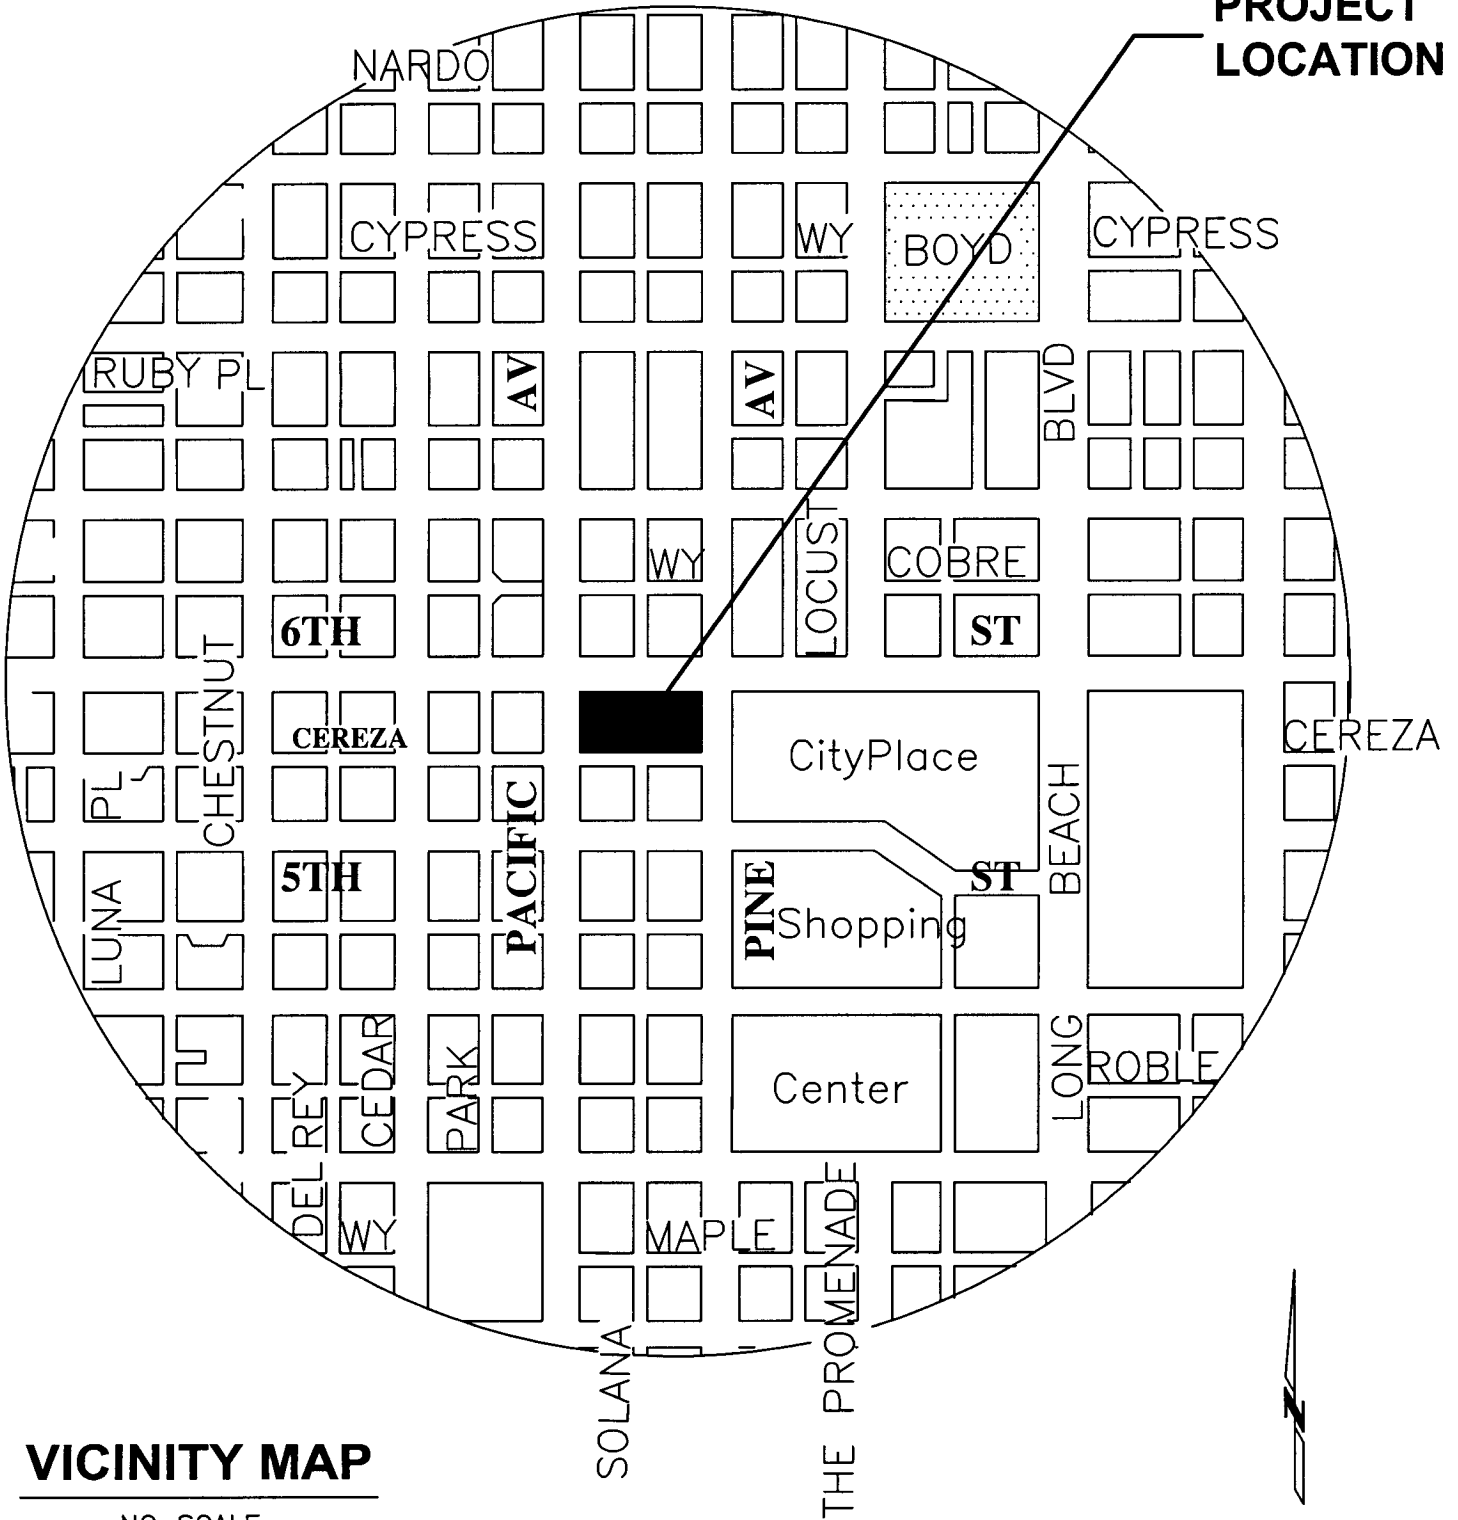 PROJECT
LOCATION
NARDO
CYPRESS
WY
BOYD
CYPRESS
RUBY PL
AV
AV
BLVD
WY
LOCUST
COBRE
6TH
ST
CHESTNUT
CEREZA
CityPlace
CEREZA
PL
PACIFIC
BEACH
5TH
ST
LUNA
PINE
Shopping
DEL REY
CEDAR
PARK
Center
LONG
ROBLE
WY
MAPLE
THE PROMENADE
SOLANA
N
VICINITY MAP
NO SCALE